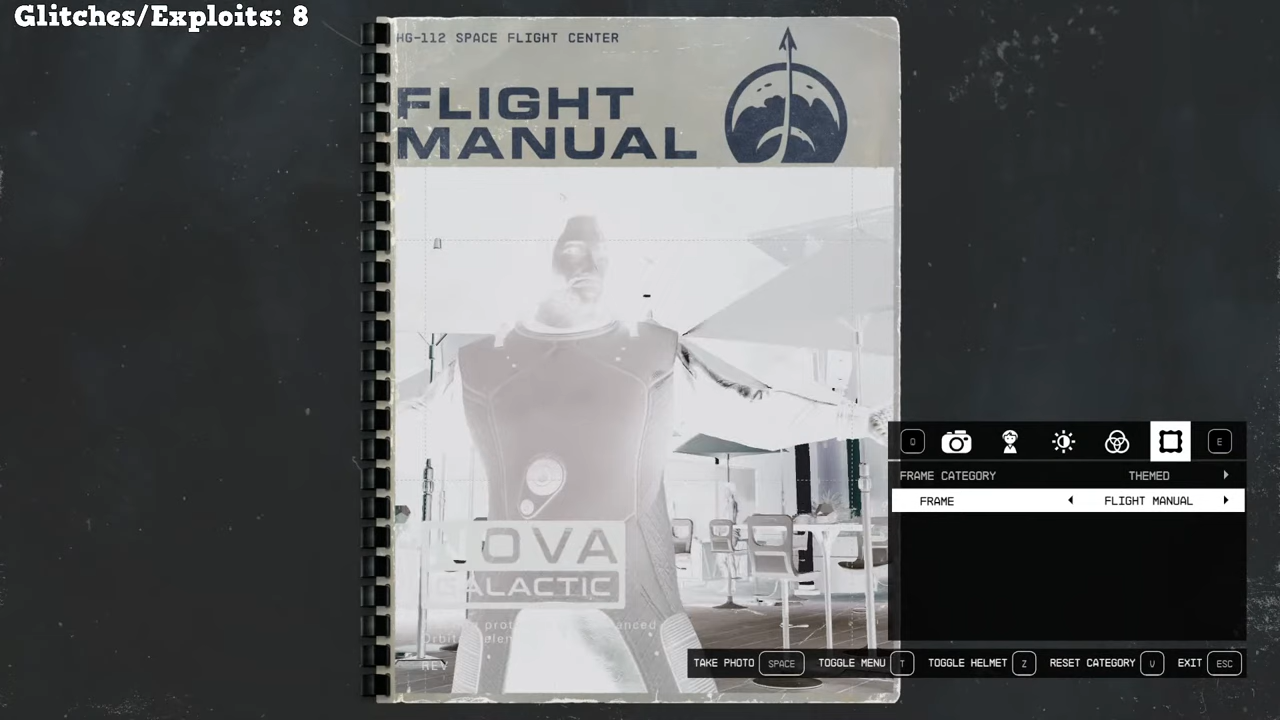 Glitches/Exploits: 8
HG-112 SPACE FLIGHT CENTER
FLIGHT
MANUAL
NOVA
GALACTIC
REV
Q
E
FRAME CATEGORY THEMED
FRAME FLIGHT MANUAL
TAKE PHOTO SPACE TOGGLE MENU T TOGGLE HELMET Z RESET CATEGORY V EXIT ESC